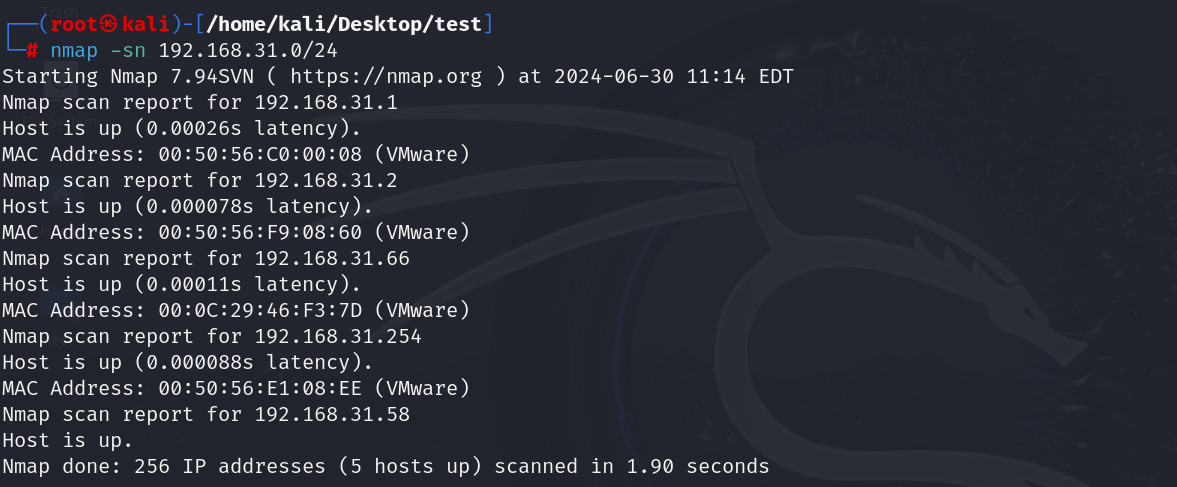 ┌──(root㉿kali)-[/home/kali/Desktop/test]
└─# nmap -sn 192.168.31.0/24
Starting Nmap 7.94SVN ( https://nmap.org ) at 2024-06-30 11:14 EDT
Nmap scan report for 192.168.31.1
Host is up (0.00026s latency).
MAC Address: 00:50:56:C0:00:08 (VMware)
Nmap scan report for 192.168.31.2
Host is up (0.000078s latency).
MAC Address: 00:50:56:F9:08:60 (VMware)
Nmap scan report for 192.168.31.66
Host is up (0.00011s latency).
MAC Address: 00:0C:29:46:F3:7D (VMware)
Nmap scan report for 192.168.31.254
Host is up (0.000088s latency).
MAC Address: 00:50:56:E1:08:EE (VMware)
Nmap scan report for 192.168.31.58
Host is up.
Nmap done: 256 IP addresses (5 hosts up) scanned in 1.90 seconds